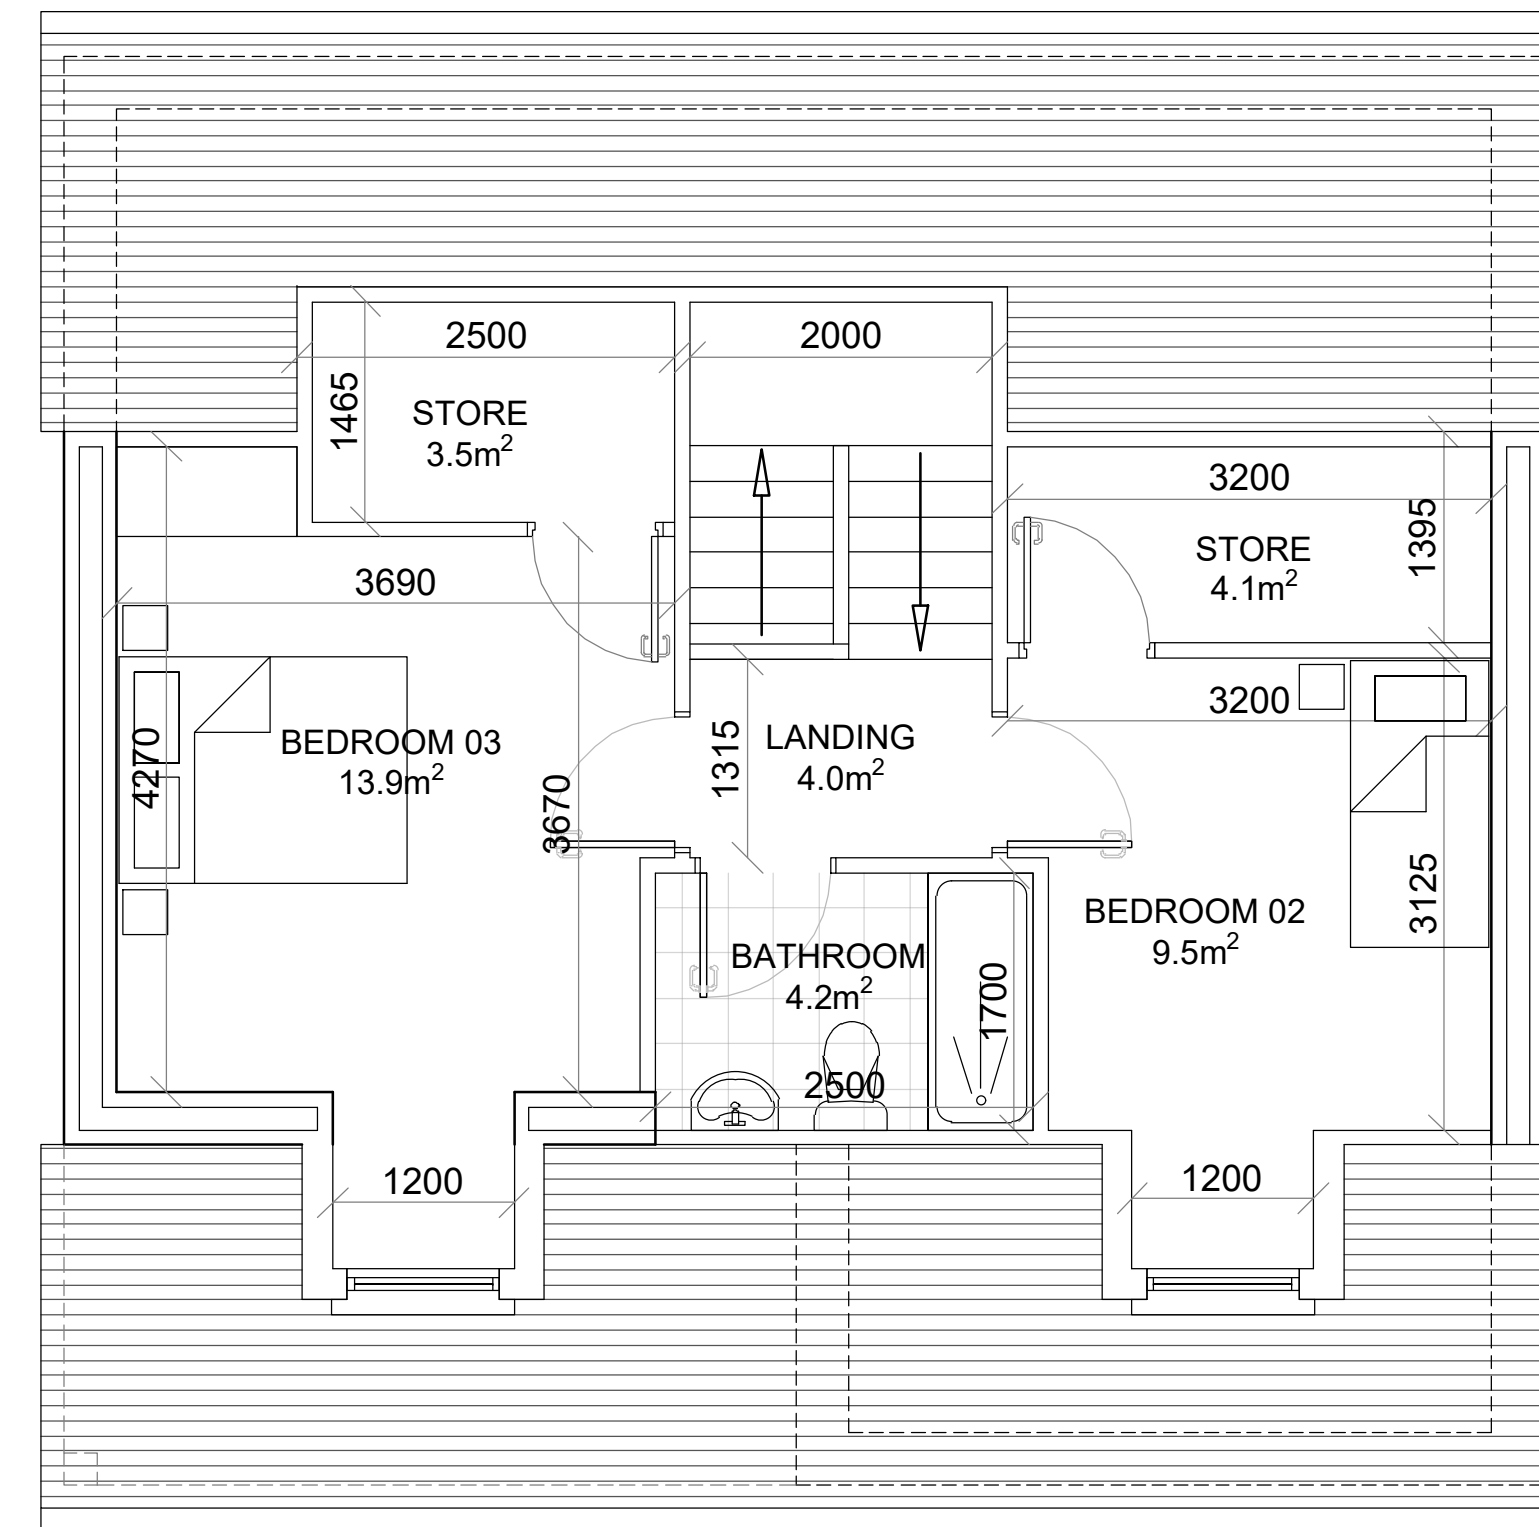 2500
2000
1465
STORE
3.5m²
3200
1395
STORE
4.1m²
3690
3200
4270
BEDROOM 03
13.9m²
3670
1315
LANDING
4.0m²
BEDROOM 02
9.5m²
3125
BATHROOM
4.2m²
1700
2500
1200
1200